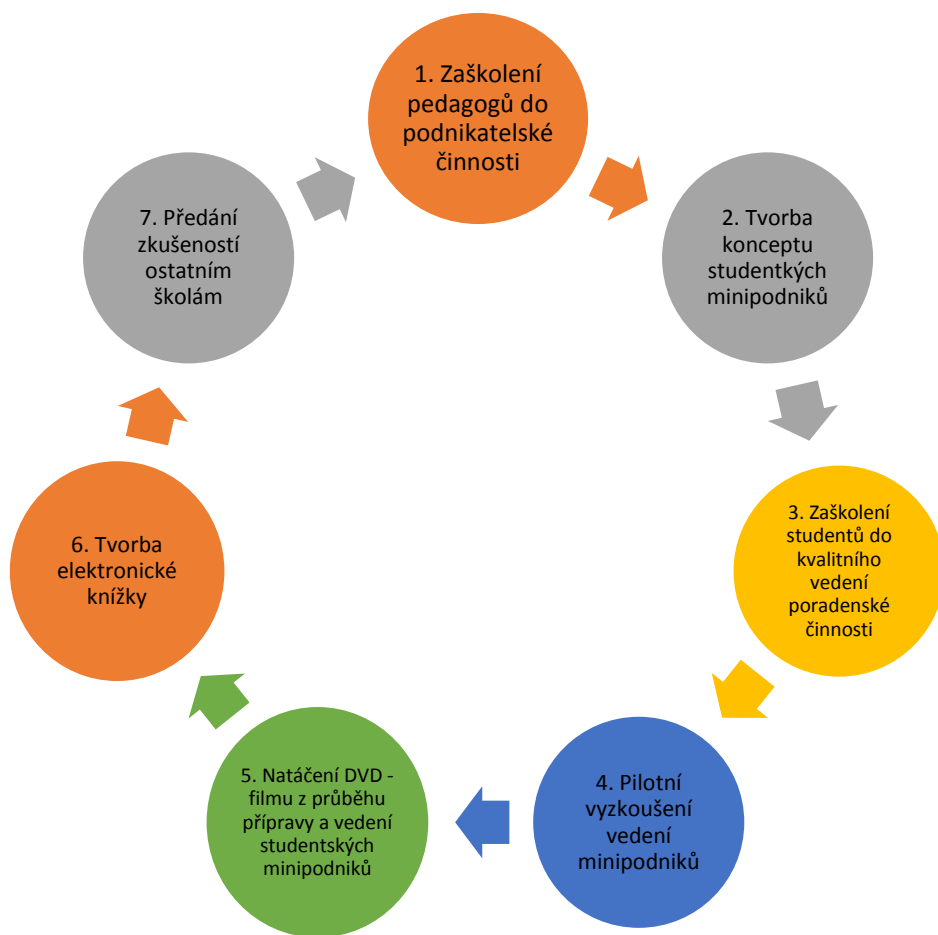 1. Zaškolení
pedagogů do
podnikatelské
činnosti
2. Tvorba
konceptu
studentkých
minipodniků
3. Zaškolení
studentů do
kvalitního
vedení
poradenské
činnosti
4. Pilotní
vyzkoušení
vedení
minipodniků
5. Natáčení DVD -
filmu z průběhu
přípravy a vedení
studentských
minipodniků
6. Tvorba
elektronické
knížky
7. Předání
zkušeností
ostatním
školám